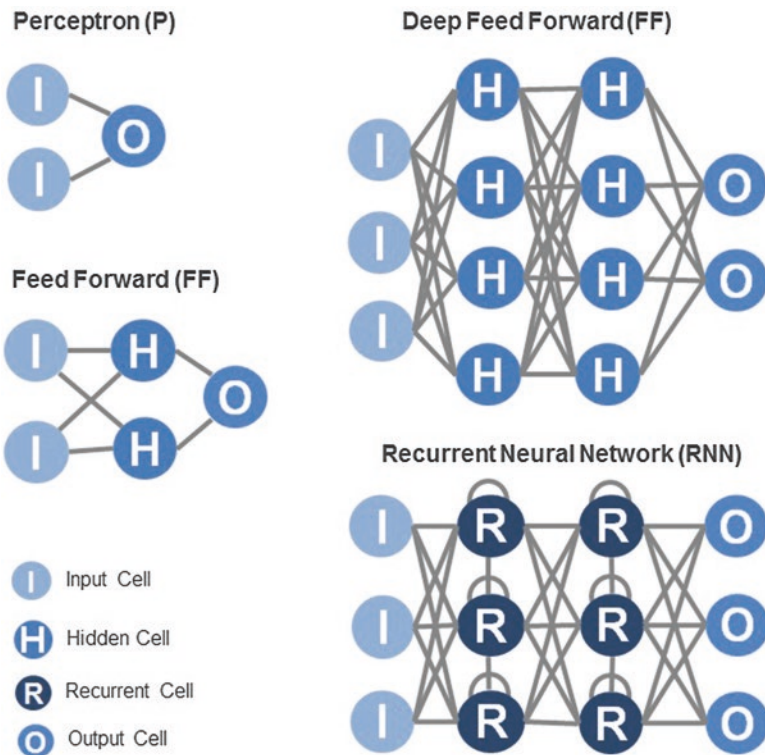 Perceptron (P)
I
I
O
Feed Forward (FF)
I
H
I
H
O
I Input Cell
H Hidden Cell
R Recurrent Cell
O Output Cell
Deep Feed Forward (FF)
H H
I
H H O
I
H H O
I
H H
Recurrent Neural Network (RNN)
I R R O
I R R O
I R R O